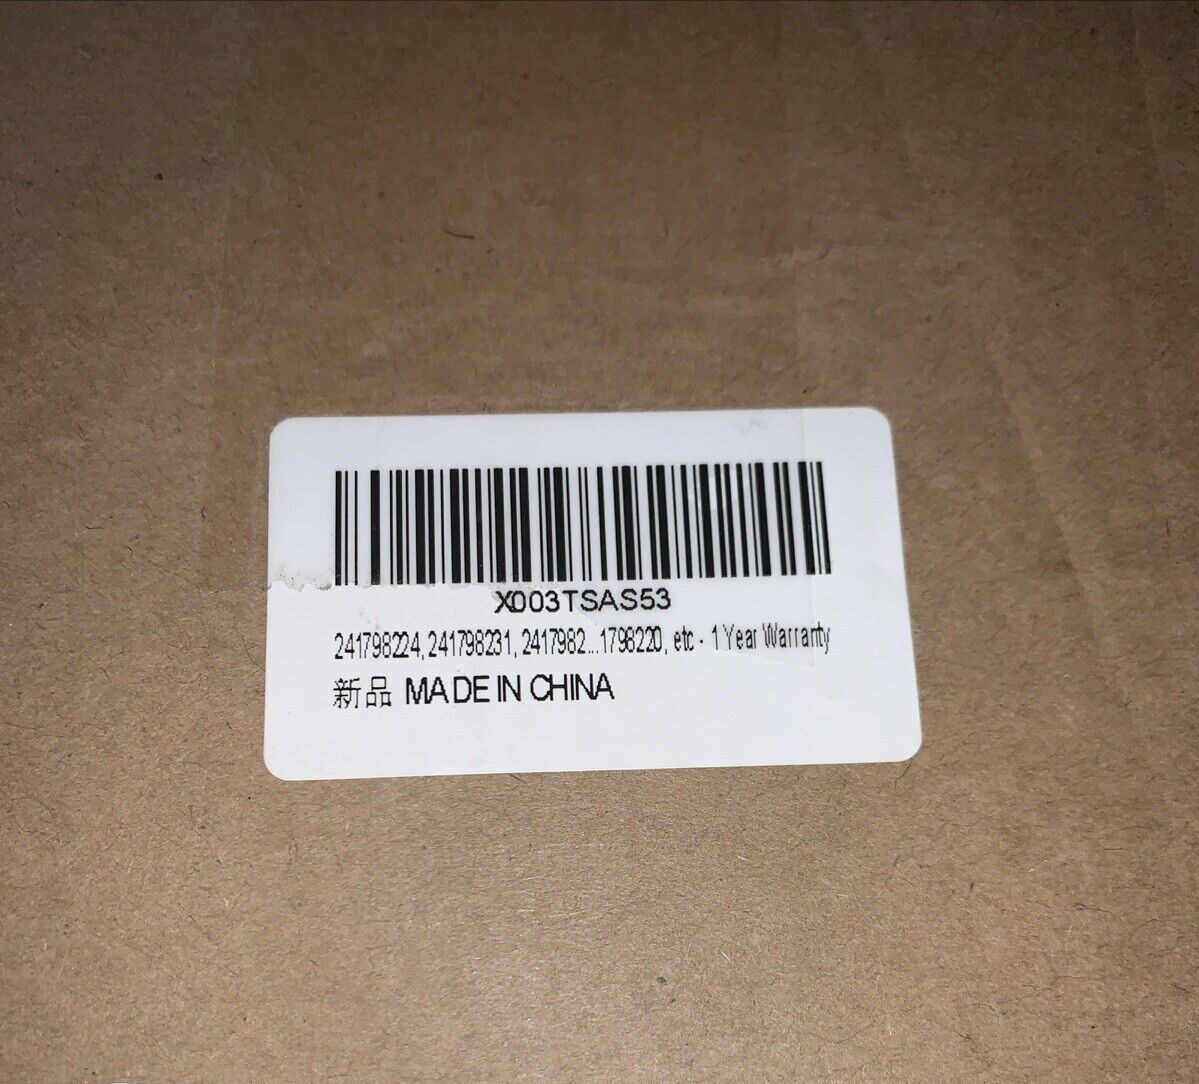 X003TSAS53
241798224, 241798231, 2417982...1798220, etc - 1 Year Warranty
新品 MADE IN CHINA